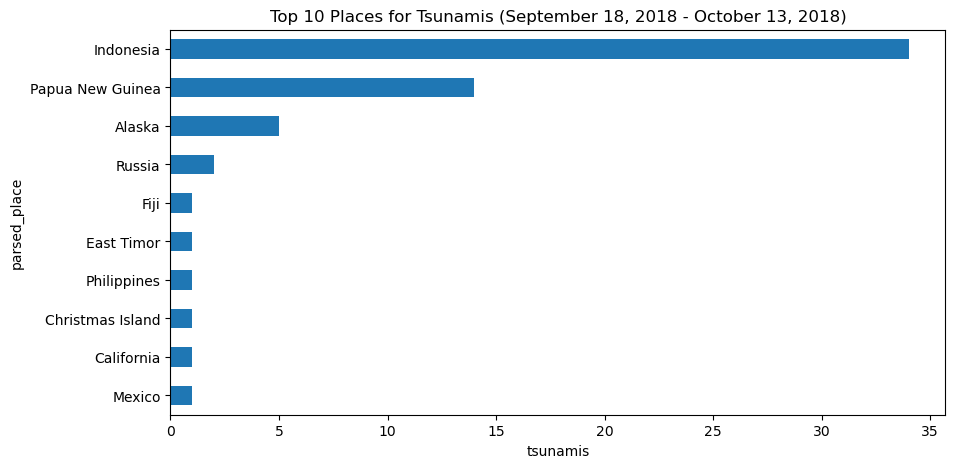 Top 10 Places for Tsunamis (September 18, 2018 - October 13, 2018)
Indonesia
Papua New Guinea
Alaska
Russia
Fiji
East Timor
Philippines
Christmas Island
California
Mexico
parsed_place
0 5 10 15 20 25 30 35
tsunamis